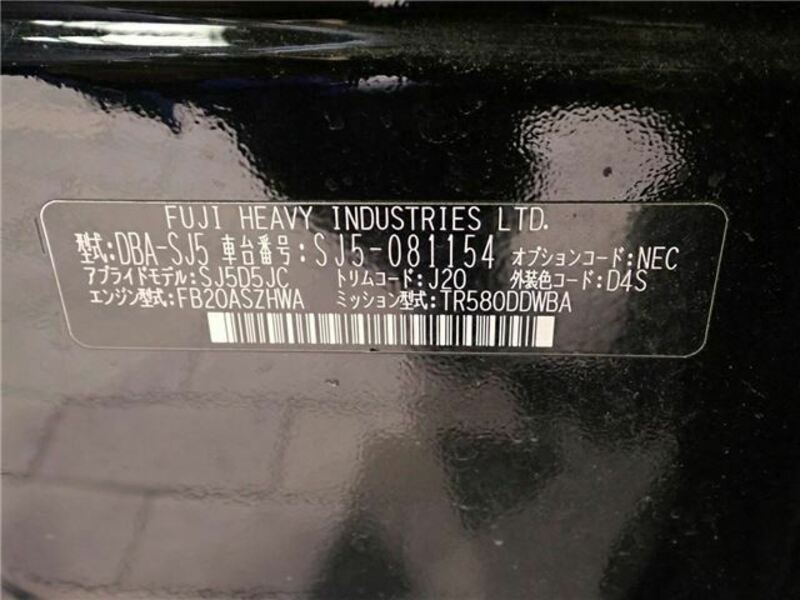 FUJI HEAVY INDUSTRIES LTD.
型式:DBA-SJ5 車台番号:SJ5-081154 オプションコード:NEC
アプライドモデル:SJ5D5JC トリムコード:J20 外装色コード:D4S
エンジン型式:FB20ASZHWA ミッション型式:TR580DDWBA